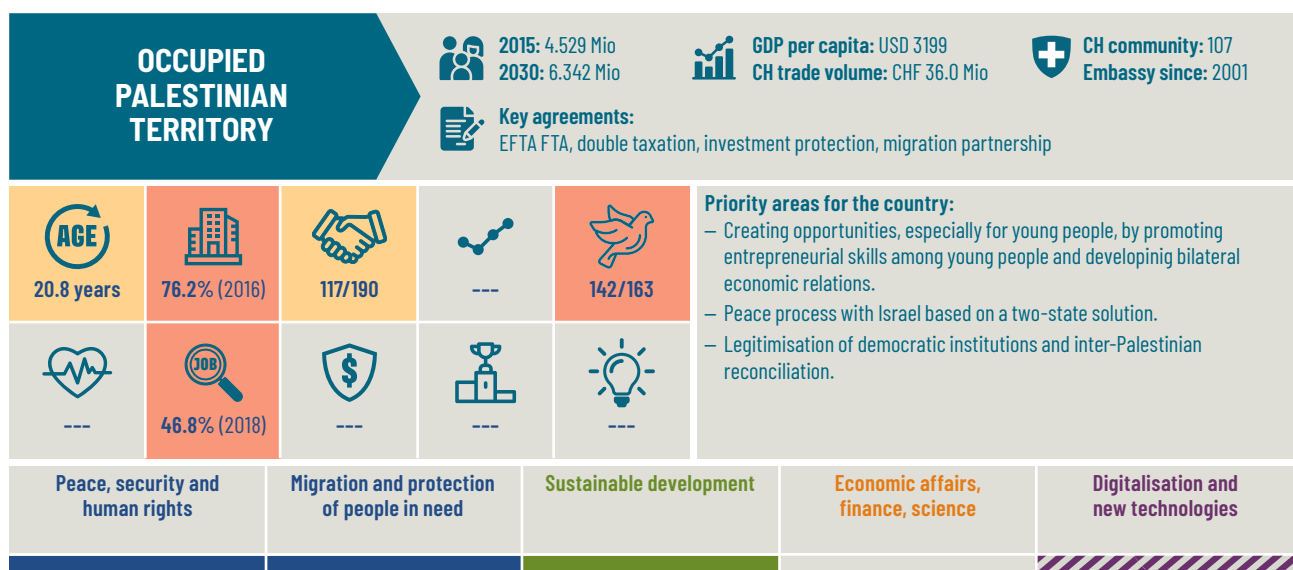 OCCUPIED
PALESTINIAN
TERRITORY
2015: 4.529 Mio
2030: 6.342 Mio
GDP per capita: USD 3199
CH trade volume: CHF 36.0 Mio
CH community: 107
Embassy since: 2001
Key agreements:
EFTA FTA, double taxation, investment protection, migration partnership
AGE
20.8 years
76.2% (2016)
117/190
---
142/163
---
JOB
46.8% (2018)
$
---
---
---
Priority areas for the country:
– Creating opportunities, especially for young people, by promoting
entrepreneurial skills among young people and developinig bilateral
economic relations.
– Peace process with Israel based on a two-state solution.
– Legitimisation of democratic institutions and inter-Palestinian
reconciliation.
Peace, security and
human rights
Migration and protection
of people in need
Sustainable development
Economic affairs,
finance, science
Digitalisation and
new technologies